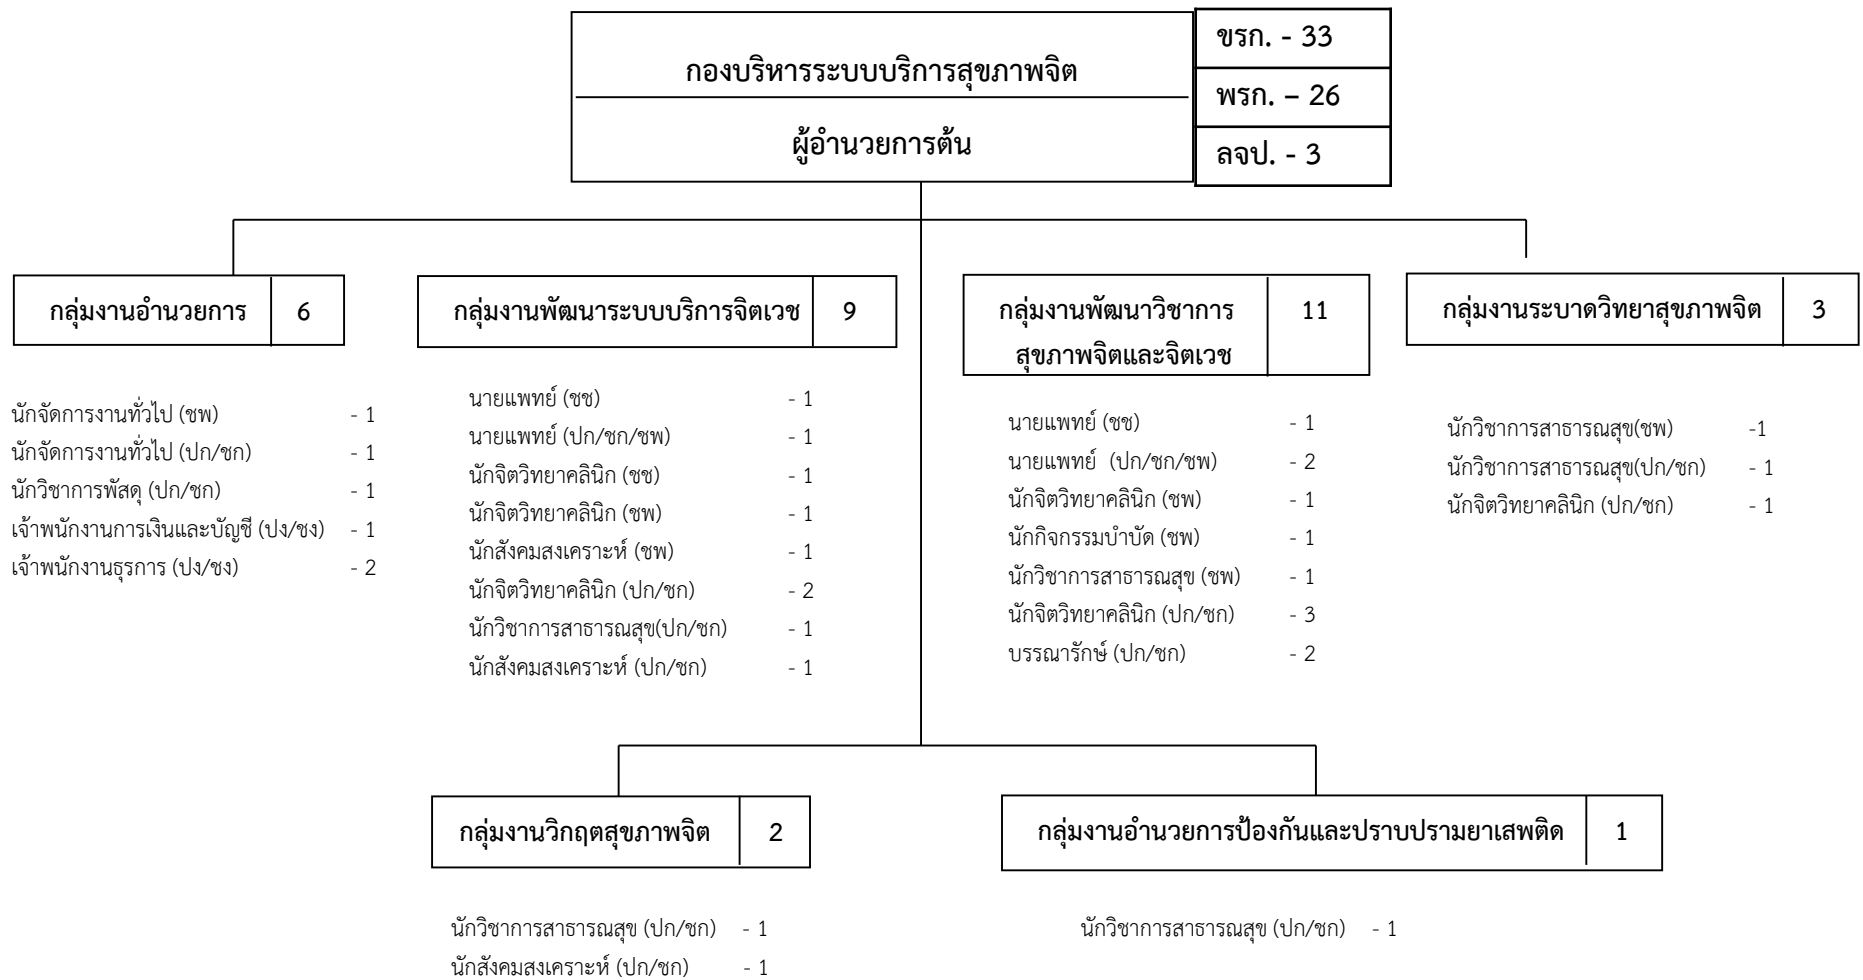 กองบริหารระบบบริการสุขภาพจิต
ผู้อำนวยการต้น
ขรก. - 33
พรก. – 26
ลจป. - 3
กลุ่มงานอำนวยการ 6
นักจัดการงานทั่วไป (ชพ) - 1
นักจัดการงานทั่วไป (ปก/ชก) - 1
นักวิชาการพัสดุ (ปก/ชก) - 1
เจ้าพนักงานการเงินและบัญชี (ปง/ชง) - 1
เจ้าพนักงานธุรการ (ปง/ชง) - 2
กลุ่มงานพัฒนาระบบบริการจิตเวช 9
นายแพทย์ (ชช) - 1
นายแพทย์ (ปก/ชก/ชพ) - 1
นักจิตวิทยาคลินิก (ชช) - 1
นักจิตวิทยาคลินิก (ชพ) - 1
นักสังคมสงเคราะห์ (ชพ) - 1
นักจิตวิทยาคลินิก (ปก/ชก) - 2
นักวิชาการสาธารณสุข(ปก/ชก) - 1
นักสังคมสงเคราะห์ (ปก/ชก) - 1
กลุ่มงานพัฒนาวิชาการ 11
สุขภาพจิตและจิตเวช
นายแพทย์ (ชช) - 1
นายแพทย์ (ปก/ชก/ชพ) - 2
นักจิตวิทยาคลินิก (ชพ) - 1
นักกิจกรรมบำบัด (ชพ) - 1
นักวิชาการสาธารณสุข (ชพ) - 1
นักจิตวิทยาคลินิก (ปก/ชก) - 3
บรรณารักษ์ (ปก/ชก) - 2
กลุ่มงานระบาดวิทยาสุขภาพจิต 3
นักวิชาการสาธารณสุข(ชพ) -1
นักวิชาการสาธารณสุข(ปก/ชก) - 1
นักจิตวิทยาคลินิก (ปก/ชก) - 1
กลุ่มงานวิกฤตสุขภาพจิต 2
นักวิชาการสาธารณสุข (ปก/ชก) - 1
นักสังคมสงเคราะห์ (ปก/ชก) - 1
กลุ่มงานอำนวยการป้องกันและปราบปรามยาเสพติด 1
นักวิชาการสาธารณสุข (ปก/ชก) - 1